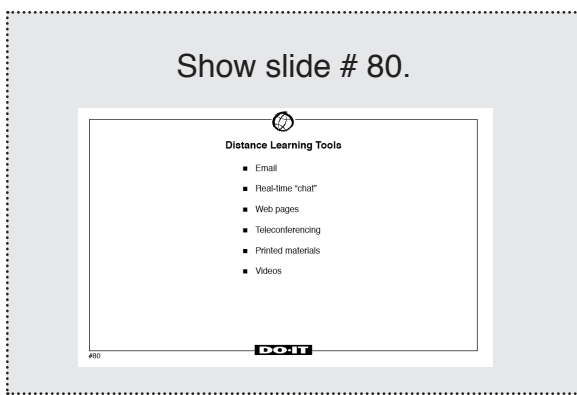 Show slide # 80.
Distance Learning Tools
■ Email
■ Real-time “chat”
■ Web pages
■ Teleconferencing
■ Printed materials
■ Videos
DO-IT
#80